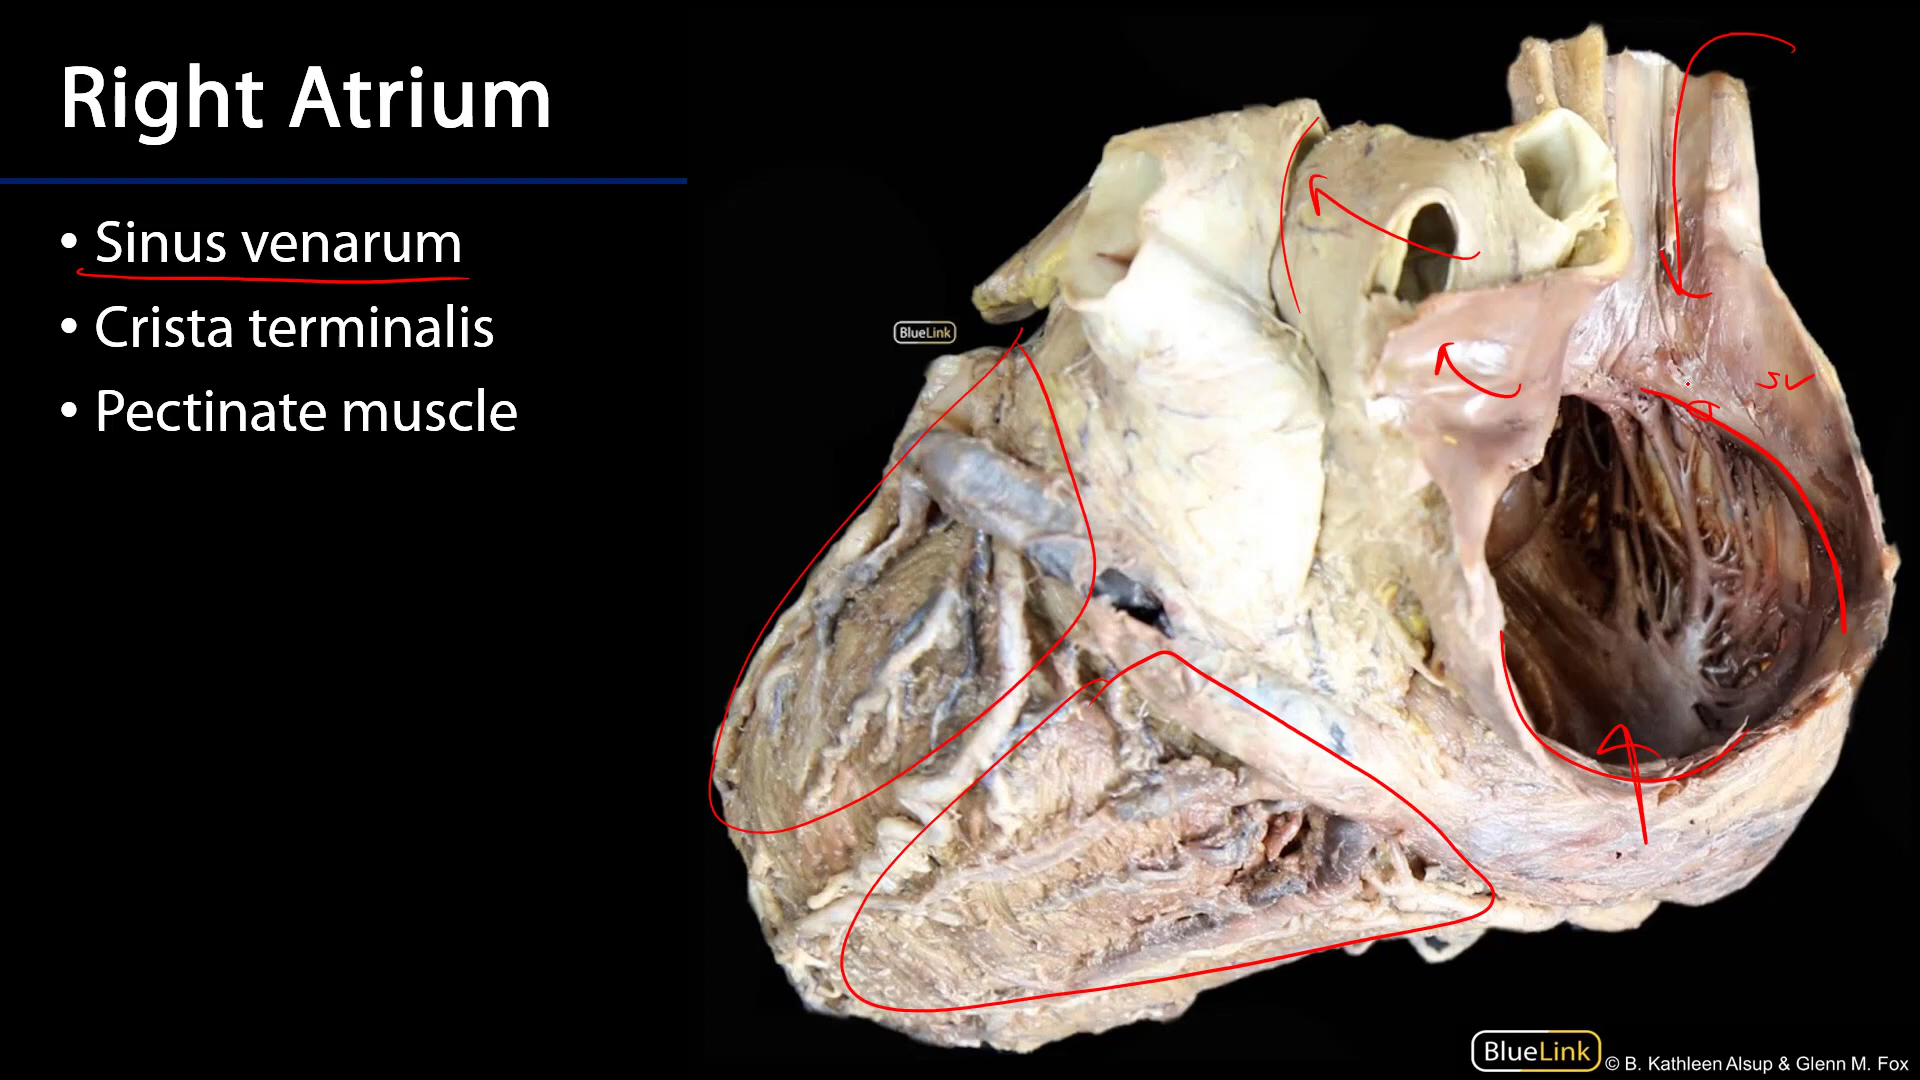 Right Atrium
• Sinus venarum
• Crista terminalis
• Pectinate muscle
BlueLink
SV
BlueLink © B. Kathleen Alsup & Glenn M. Fox